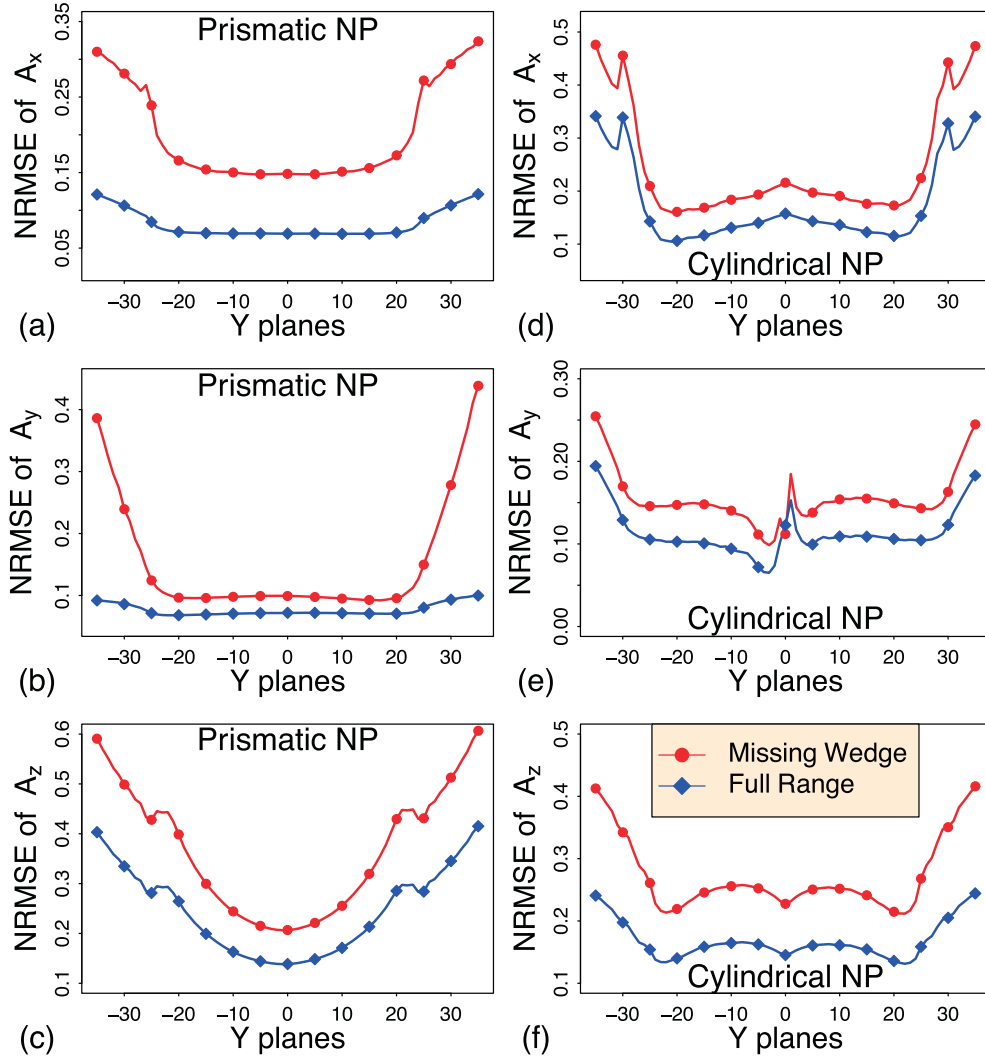 Prismatic NP
NRMSE of Ax
0.05 0.15 0.25 0.35
−30 −20 −10 0 10 20 30
(a) Y planes
Cylindrical NP
NRMSE of Ax
0.1 0.2 0.3 0.4 0.5
−30 −20 −10 0 10 20 30
(d) Y planes
Prismatic NP
NRMSE of Ay
0.1 0.2 0.3 0.4
−30 −20 −10 0 10 20 30
(b) Y planes
Cylindrical NP
NRMSE of Ay
0.00 0.10 0.20 0.30
−30 −20 −10 0 10 20 30
(e) Y planes
Prismatic NP
NRMSE of Az
0.1 0.2 0.3 0.4 0.5 0.6
−30 −20 −10 0 10 20 30
(c) Y planes
Missing Wedge
Full Range
Cylindrical NP
NRMSE of Az
0.1 0.2 0.3 0.4 0.5
−30 −20 −10 0 10 20 30
(f) Y planes